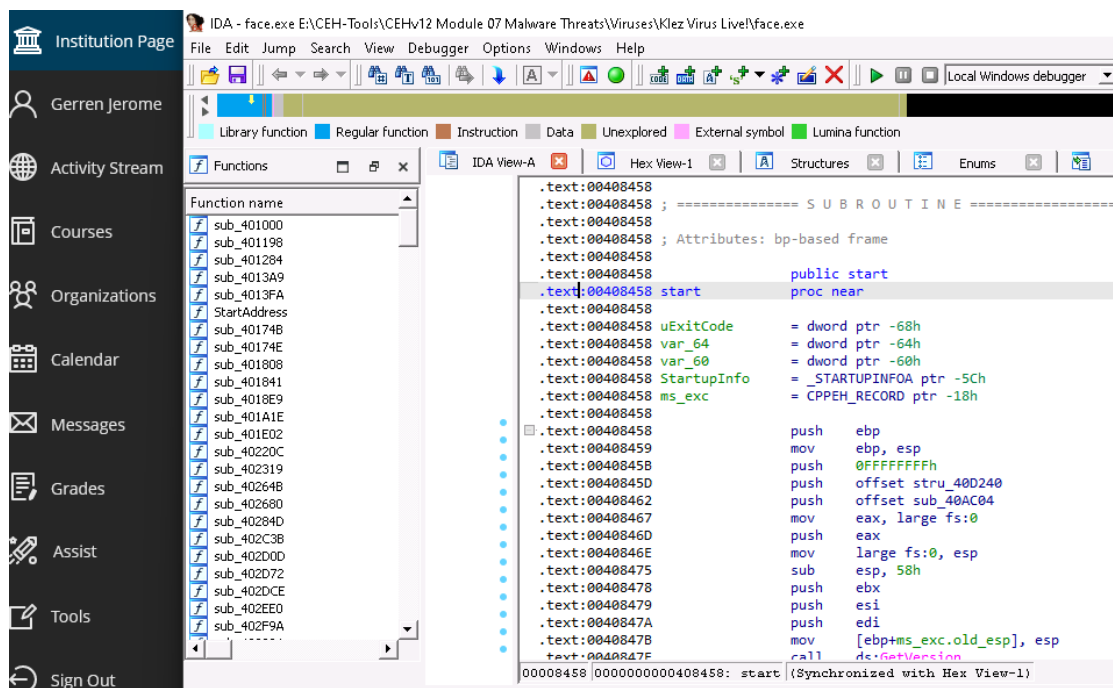 IDA - face.exe E:\CEH-Tools\CEHv12 Module 07 Malware Threats\Viruses\Klez Virus Live!\face.exe
File Edit Jump Search View Debugger Options Windows Help
Local Windows debugger
Library function Regular function Instruction Data Unexplored External symbol Lumina function
Institution Page
Gerren Jerome
Activity Stream
Courses
Organizations
Calendar
Messages
Grades
Assist
Tools
Sign Out
Functions
Function name
sub_401000
sub_401198
sub_401284
sub_4013A9
sub_4013FA
StartAddress
sub_40174B
sub_40174E
sub_401808
sub_401841
sub_4018E9
sub_401A1E
sub_401E02
sub_40220C
sub_402319
sub_40264B
sub_402680
sub_40284D
sub_402C3B
sub_402D0D
sub_402D72
sub_402DCE
sub_402EE0
sub_402F9A
IDA View-A Hex View-1 Structures Enums
.text:00408458
.text:00408458 ; =============== S U B R O U T I N E ==================
.text:00408458
.text:00408458 ; Attributes: bp-based frame
.text:00408458
.text:00408458 public start
.text:00408458 start proc near
.text:00408458
.text:00408458 uExitCode = dword ptr -68h
.text:00408458 var_64 = dword ptr -64h
.text:00408458 var_60 = dword ptr -60h
.text:00408458 StartupInfo = _STARTUPINFOA ptr -5Ch
.text:00408458 ms_exc = CPPEH_RECORD ptr -18h
.text:00408458
.text:00408458 push ebp
.text:00408459 mov ebp, esp
.text:0040845B push 0FFFFFFFFh
.text:0040845D push offset stru_40D240
.text:00408462 push offset sub_40AC04
.text:00408467 mov eax, large fs:0
.text:0040846D push eax
.text:0040846E mov large fs:0, esp
.text:00408475 sub esp, 58h
.text:00408478 push ebx
.text:00408479 push esi
.text:0040847A push edi
.text:0040847B mov [ebp+ms_exc.old_esp], esp
.text:0040847E call ds:GetVersion
00008458 0000000000408458: start (Synchronized with Hex View-1)